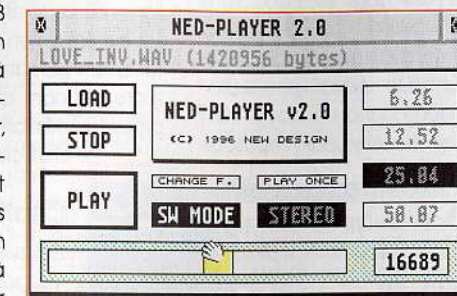 NED-PLAYER 2.0
LOVE_INV.WAV (1420956 bytes)
LOAD
STOP
PLAY
NED-PLAYER v2.0
(C) 1996 NEW DESIGN
CHANGE F.
PLAY ONCE
SW MODE
STEREO
6.26
12.52
25.04
50.07
16689